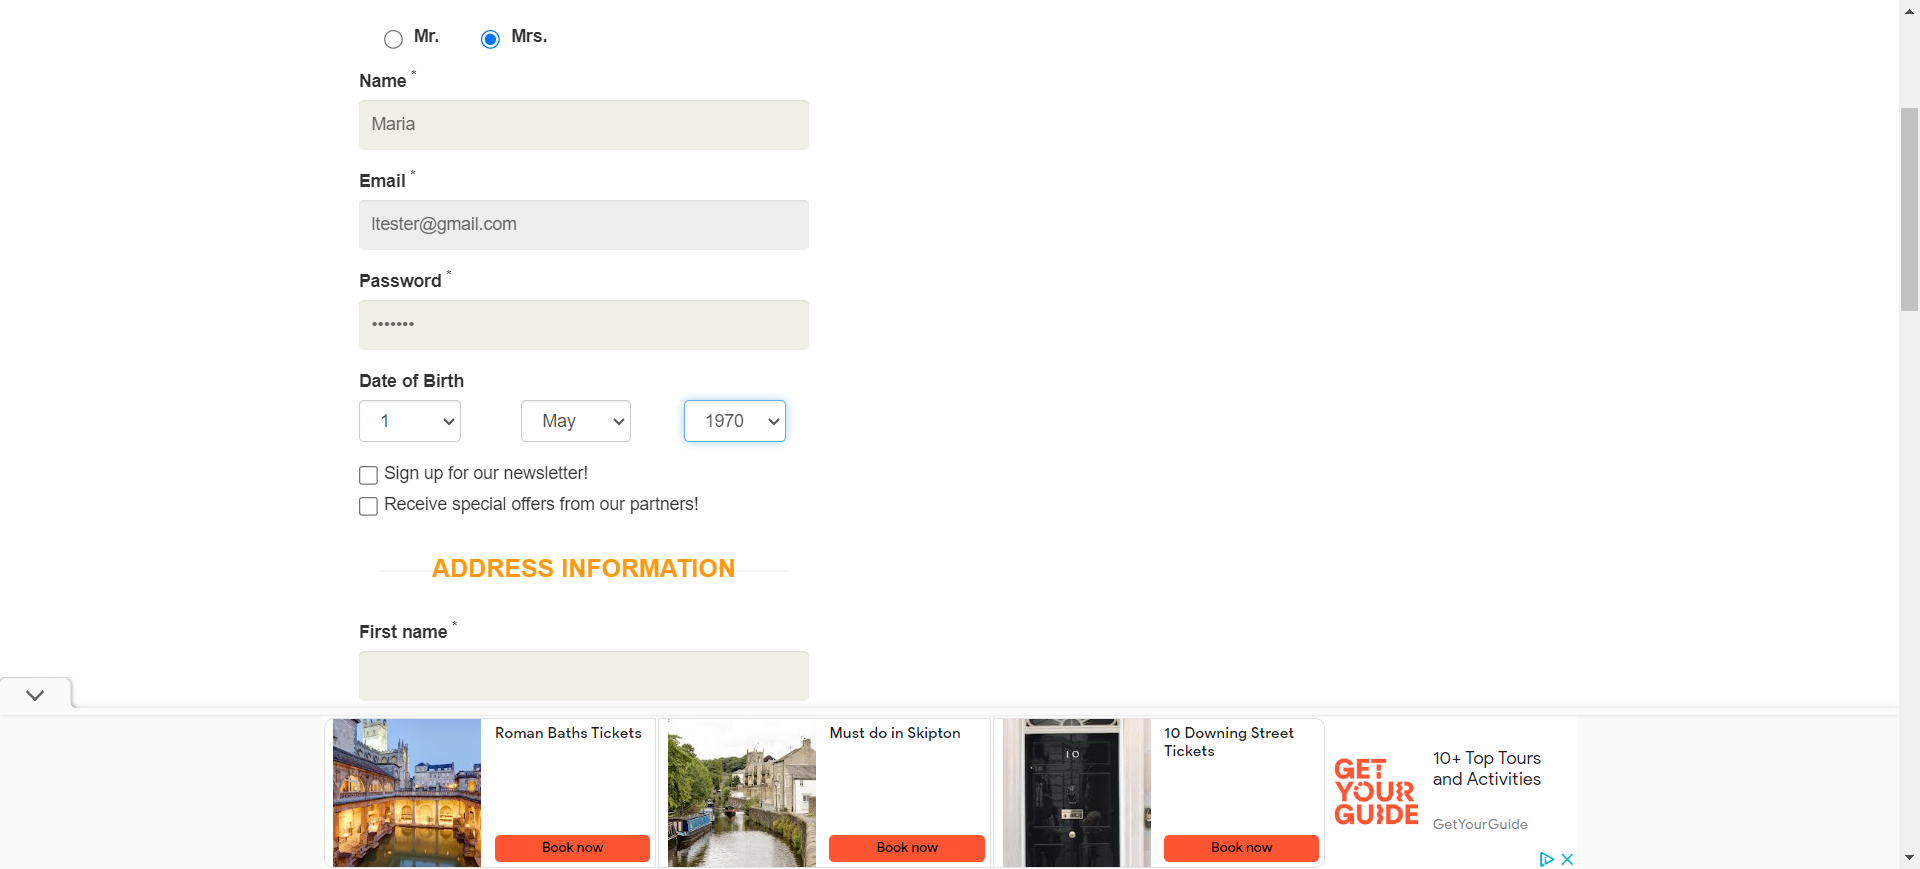 Mr.
Mrs.
Name *
Maria
Email *
ltester@gmail.com
Password *
•••••••
Date of Birth
1
May
1970
Sign up for our newsletter!
Receive special offers from our partners!
ADDRESS INFORMATION
First name *
Roman Baths Tickets
Book now
Must do in Skipton
Book now
10
10 Downing Street
Tickets
Book now
GET
YOUR
GUIDE
10+ Top Tours
and Activities
GetYourGuide